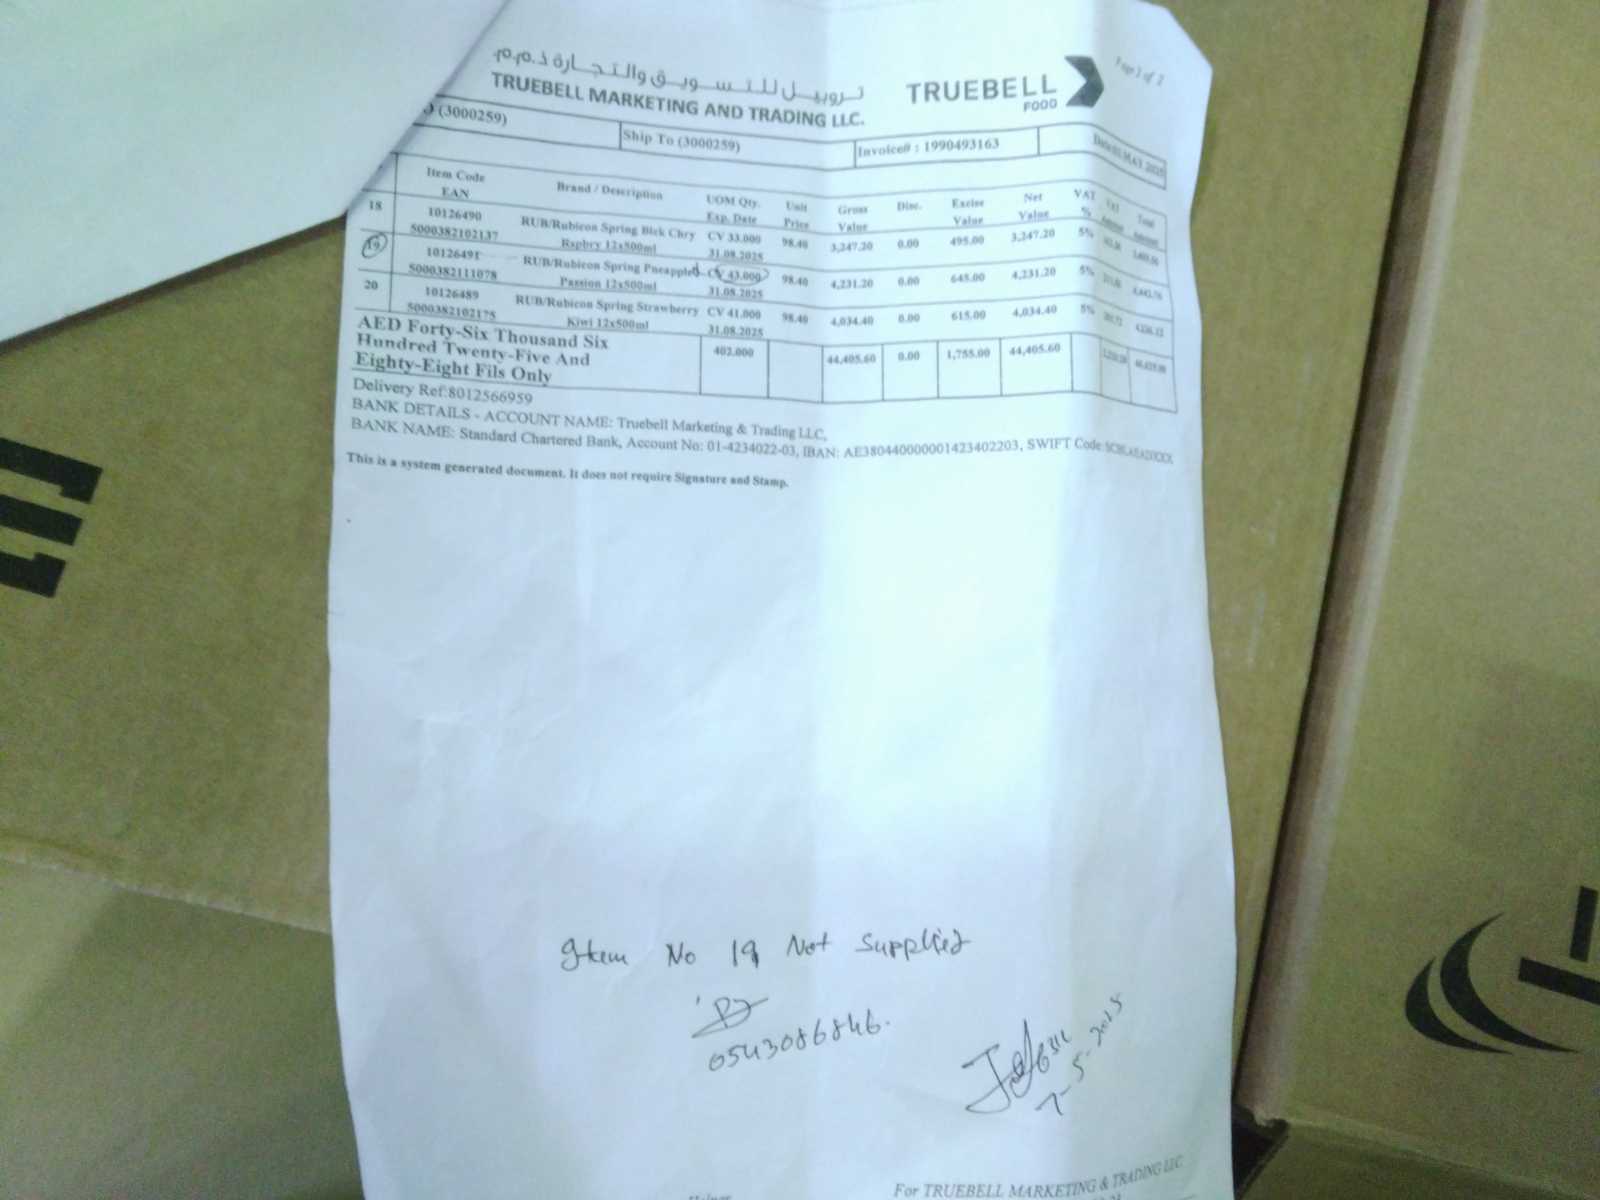 تروبيل للتسويق والتجارة ذ.م.م.
TRUEBELL MARKETING AND TRADING LLC.
TRUEBELL
FOOD
(3000259)
Ship To (3000259)
Invoice# : 1990493163
Item Code
EAN
Brand / Description
UOM Qty.
Exp. Date
Unit
Price
Gross
Value
Disc.
Excise
Value
Net
Value
VAT
%
18 10126490 RUB/Rubicon Spring Blck Chry CV 33.000 98.40 3,247.20 0.00 495.00 3,247.20 5%
5000382102137 Rspbry 12x500ml 31.08.2025
19 10126491 RUB/Rubicon Spring Pneapple CV 43.000 98.40 4,231.20 0.00 645.00 4,231.20 5%
5000382111078 Passion 12x500ml 31.08.2025
20 10126489 RUB/Rubicon Spring Strawberry CV 41.000 98.40 4,034.40 0.00 615.00 4,034.40 5%
5000382102175 Kiwi 12x500ml 31.08.2025
AED Forty-Six Thousand Six
Hundred Twenty-Five And
Eighty-Eight Fils Only
402.000 44,405.60 0.00 1,755.00 44,405.60
Delivery Ref:8012566959
BANK DETAILS - ACCOUNT NAME: Truebell Marketing & Trading LLC,
BANK NAME: Standard Chartered Bank, Account No: 01-4234022-03, IBAN: AE380440000001423402203, SWIFT Code
This is a system generated document. It does not require Signature and Stamp.
Item No 19 Not Supplied
0543086846.
7-5-2025
For TRUEBELL MARKETING & TRADING LLC